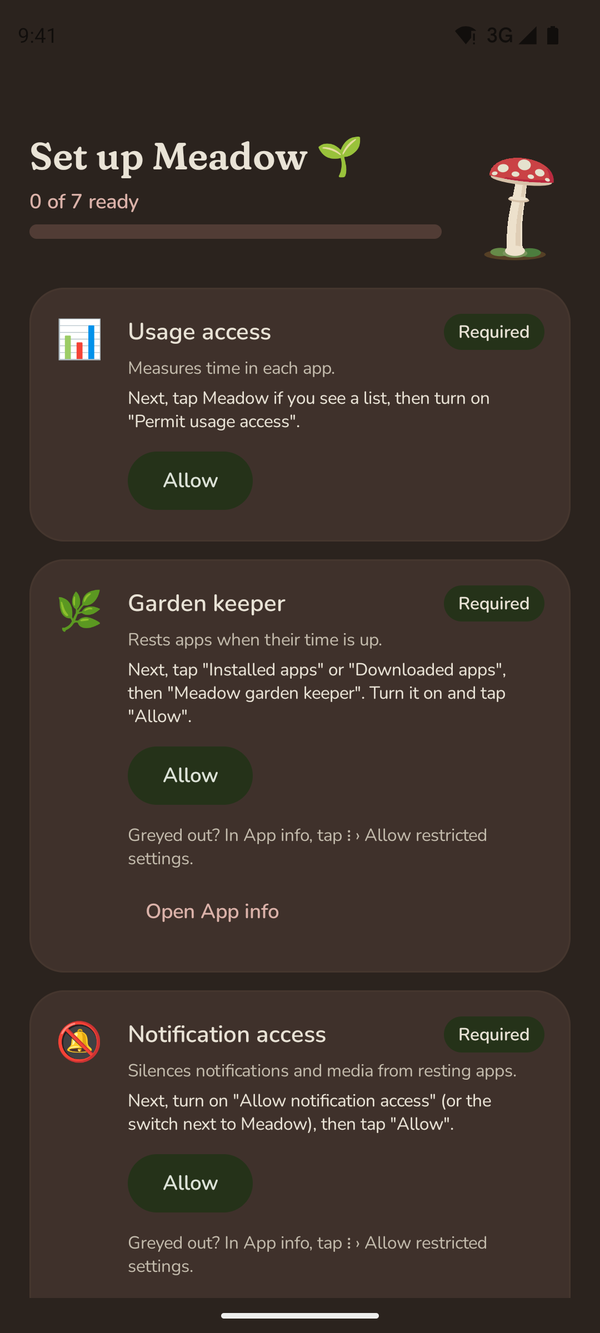 9:41
3G
Set up Meadow 🌱
0 of 7 ready
Usage access
Required
Measures time in each app.
Next, tap Meadow if you see a list, then turn on
"Permit usage access".
Allow
Garden keeper
Required
Rests apps when their time is up.
Next, tap "Installed apps" or "Downloaded apps",
then "Meadow garden keeper". Turn it on and tap
"Allow".
Allow
Greyed out? In App info, tap ⋮ › Allow restricted
settings.
Open App info
Notification access
Required
Silences notifications and media from resting apps.
Next, turn on "Allow notification access" (or the
switch next to Meadow), then tap "Allow".
Allow
Greyed out? In App info, tap ⋮ › Allow restricted
settings.